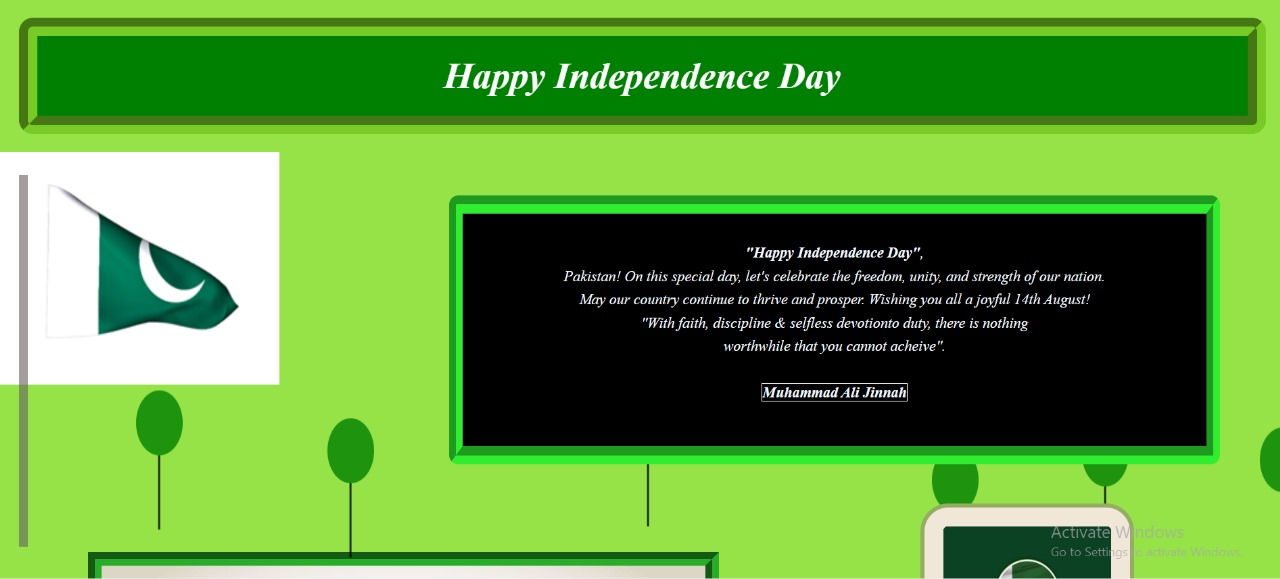 Happy Independence Day
"Happy Independence Day",
Pakistan! On this special day, let's celebrate the freedom, unity, and strength of our nation.
May our country continue to thrive and prosper. Wishing you all a joyful 14th August!
"With faith, discipline & selfless devotionto duty, there is nothing
worthwhile that you cannot acheive".
Muhammad Ali Jinnah
Activate Windows
Go to Settings to activate Windows.